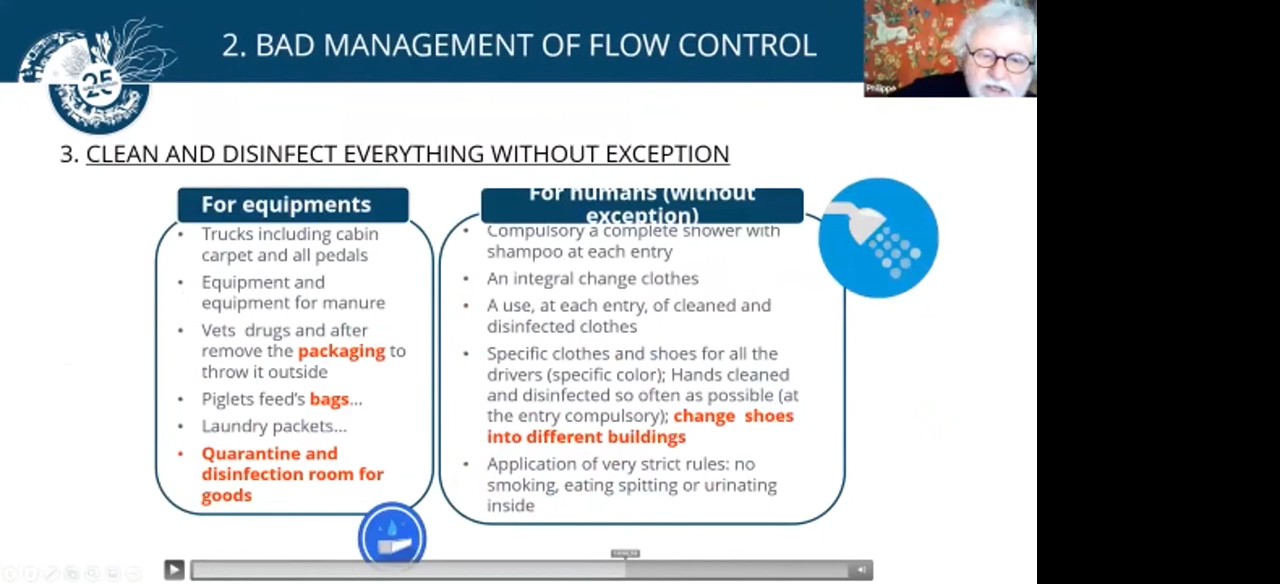 2. BAD MANAGEMENT OF FLOW CONTROL
25
Philippe
3. CLEAN AND DISINFECT EVERYTHING WITHOUT EXCEPTION
For equipments
• Trucks including cabin
carpet and all pedals
• Equipment and
equipment for manure
• Vets drugs and after
remove the packaging to
throw it outside
• Piglets feed's bags...
• Laundry packets...
• Quarantine and
disinfection room for
goods
For humans (without
exception)
• Compulsory a complete shower with
shampoo at each entry
• An integral change clothes
• A use, at each entry, of cleaned and
disinfected clothes
• Specific clothes and shoes for all the
drivers (specific color); Hands cleaned
and disinfected so often as possible (at
the entry compulsory); change shoes
into different buildings
• Application of very strict rules: no
smoking, eating spitting or urinating
inside